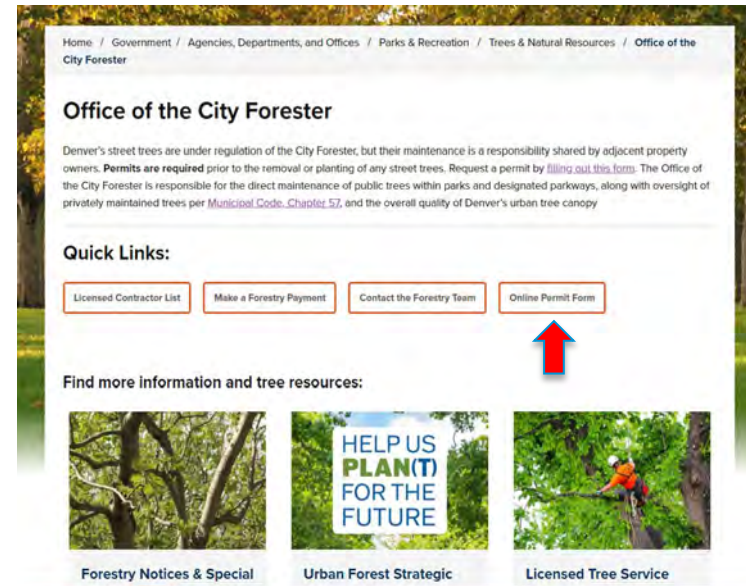 Home / Government / Agencies, Departments, and Offices / Parks & Recreation / Trees & Natural Resources / Office of the
City Forester
Office of the City Forester
Denver's street trees are under regulation of the City Forester, but their maintenance is a responsibility shared by adjacent property
owners. Permits are required prior to the removal or planting of any street trees. Request a permit by filling out this form. The Office of
the City Forester is responsible for the direct maintenance of public trees within parks and designated parkways, along with oversight of
privately maintained trees per Municipal Code, Chapter 57, and the overall quality of Denver's urban tree canopy
Quick Links:
Licensed Contractor List
Make a Forestry Payment
Contact the Forestry Team
Online Permit Form
Find more information and tree resources:
HELP US
PLAN(T)
FOR THE
FUTURE
Forestry Notices & Special
Urban Forest Strategic
Licensed Tree Service